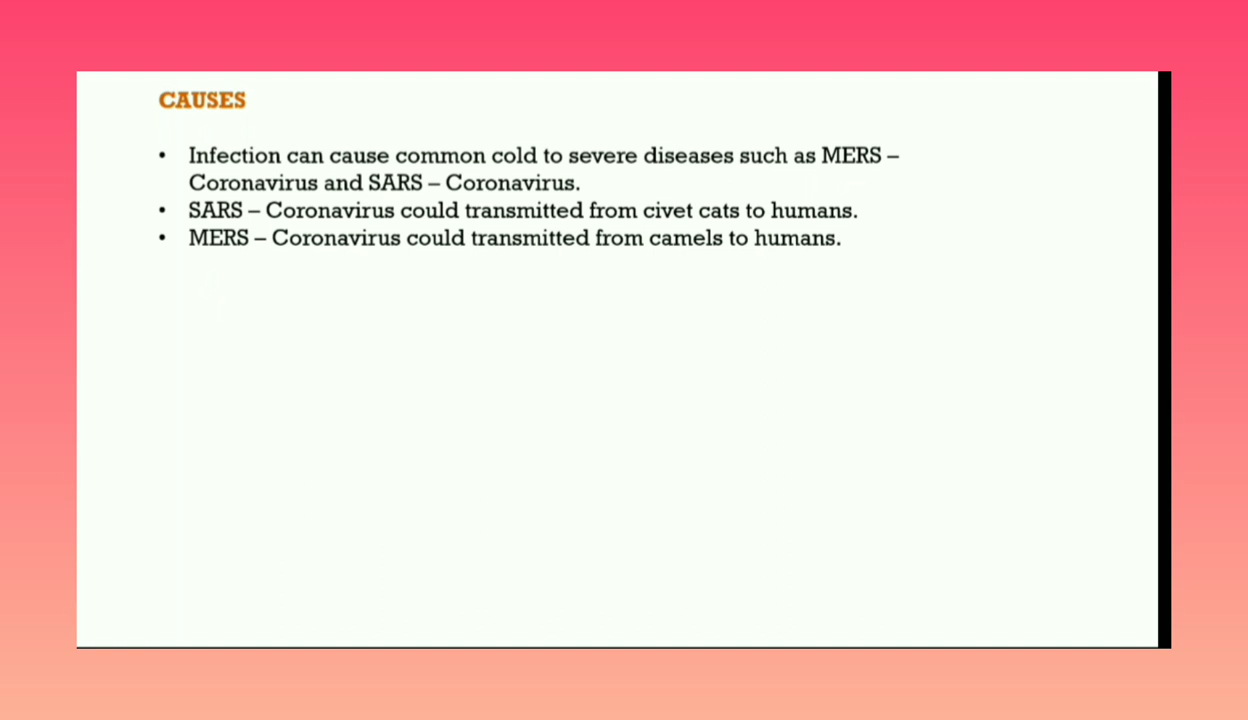 CAUSES
• Infection can cause common cold to severe diseases such as MERS –
Coronavirus and SARS – Coronavirus.
• SARS – Coronavirus could transmitted from civet cats to humans.
• MERS – Coronavirus could transmitted from camels to humans.